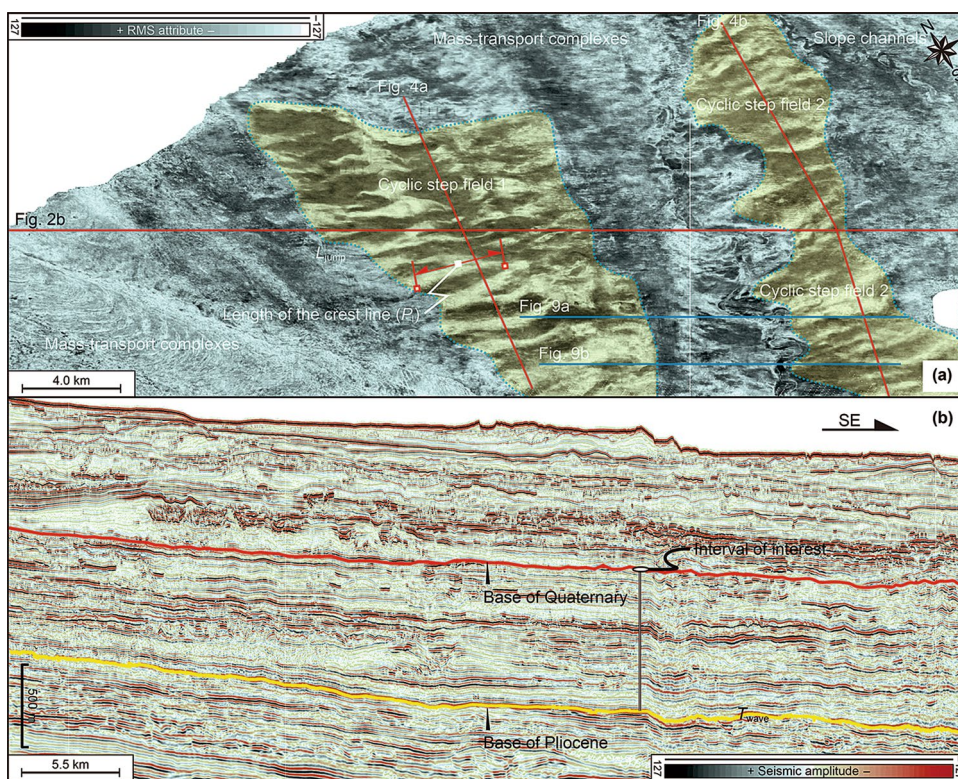 127 + RMS attribute – -127
Fig. 4b
N
Mass-transport complexes
Slope channels
Fig. 4a
Cyclic step field 2
Cyclic step field 1
Fig. 2b
Ljump
Cyclic step field 2
Length of the crest line (Pl)
Fig. 9a
Mass-transport complexes
Fig. 9b
4.0 km
(a)
(b)
SE
Interval of interest
Base of Quaternary
500 m
Twave
Base of Pliocene
5.5 km
127 + Seismic amplitude –